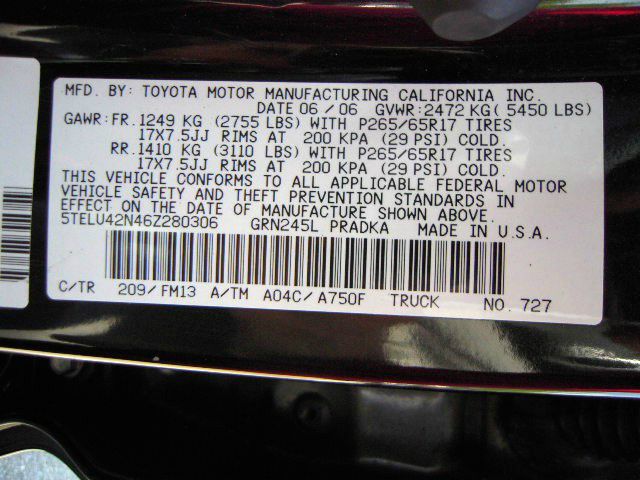 MFD. BY: TOYOTA MOTOR MANUFACTURING CALIFORNIA INC.
DATE 06/06 GVWR:2472 KG( 5450 LBS)
GAWR:FR.1249 KG (2755 LBS) WITH P265/65R17 TIRES
17X7.5JJ RIMS AT 200 KPA (29 PSI) COLD.
RR.1410 KG (3110 LBS) WITH P265/65R17 TIRES
17X7.5JJ RIMS AT 200 KPA (29 PSI) COLD.
THIS VEHICLE CONFORMS TO ALL APPLICABLE FEDERAL MOTOR
VEHICLE SAFETY AND THEFT PREVENTION STANDARDS IN
EFFECT ON THE DATE OF MANUFACTURE SHOWN ABOVE.
5TELU42N46Z280306 GRN245L PRADKA MADE IN U.S.A.
C/TR 209/FM13 A/TM A04C/A750F TRUCK NO. 727